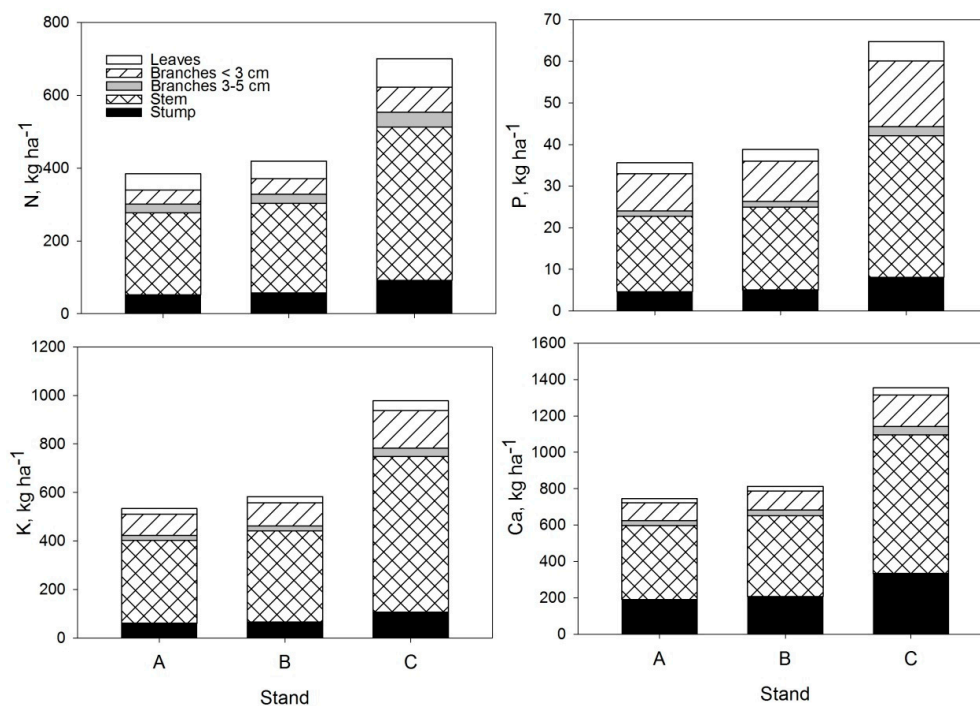 800
600
400
200
0
N, kg ha⁻¹
Leaves
Branches < 3 cm
Branches 3-5 cm
Stem
Stump
70
60
50
40
30
20
10
0
P, kg ha⁻¹
1200
1000
800
600
400
200
0
K, kg ha⁻¹
A B C
Stand
1600
1400
1200
1000
800
600
400
200
0
Ca, kg ha⁻¹
A B C
Stand